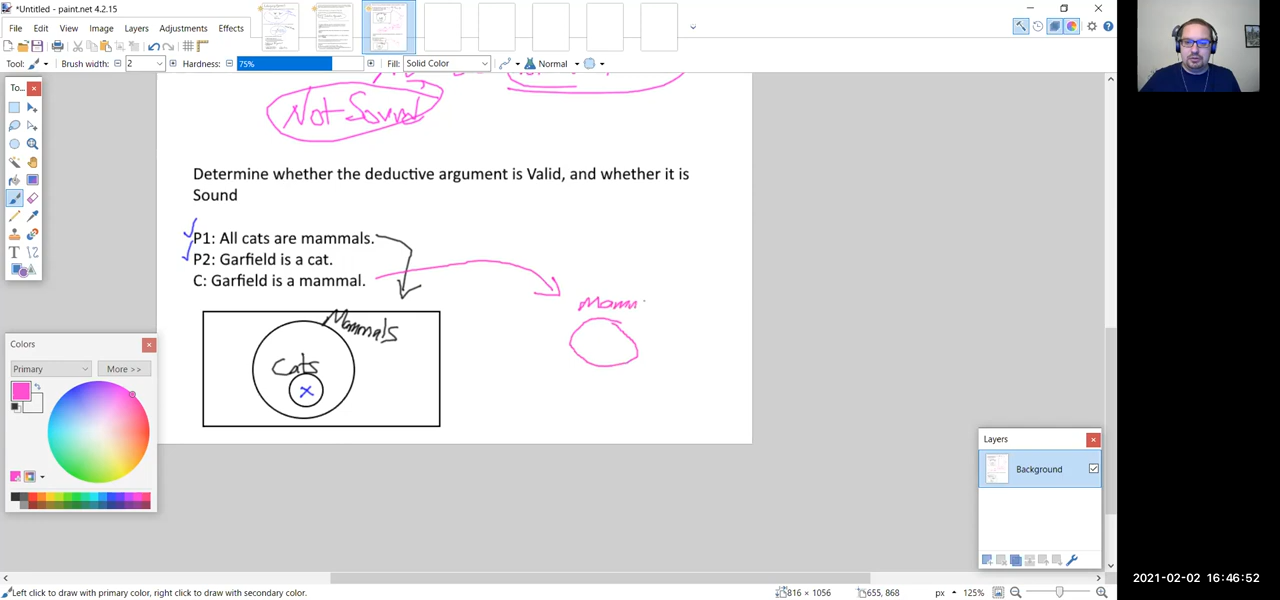 *Untitled - paint.net 4.2.15
File Edit View Image Layers Adjustments Effects
Tool: Brush width: 2 Hardness: 75% Fill: Solid Color Normal
To...
Not Sound
Determine whether the deductive argument is Valid, and whether it is
Sound
P1: All cats are mammals.
P2: Garfield is a cat.
C: Garfield is a mammal.
Mamm
Mammals
Cats
X
Colors
Primary More >>
Layers
Background
Left click to draw with primary color, right click to draw with secondary color.
816 × 1056
655, 868
px
125%
2021-02-02 16:46:52